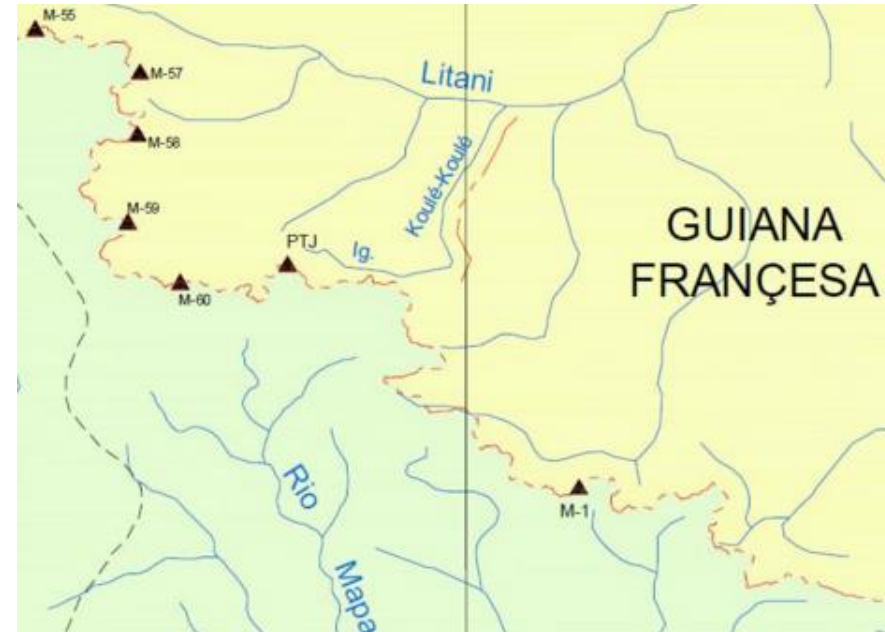 M-55
M-57
Litani
M-58
Koulé-Koulé
M-59
GUIANA
FRANÇESA
PTJ
Ig.
M-60
Rio
Mapa
M-1